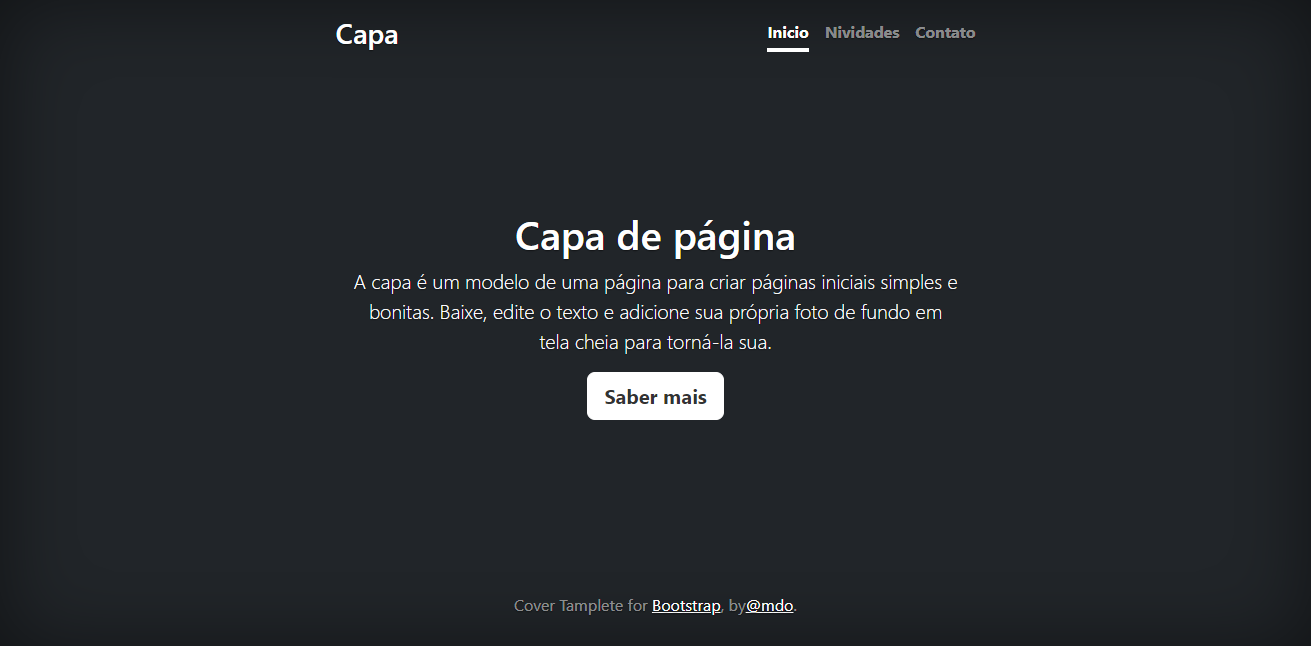 Capa
Inicio Nividades Contato
Capa de página
A capa é um modelo de uma página para criar páginas iniciais simples e
bonitas. Baixe, edite o texto e adicione sua própria foto de fundo em
tela cheia para torná-la sua.
Saber mais
Cover Tamplete for Bootstrap, by@mdo.